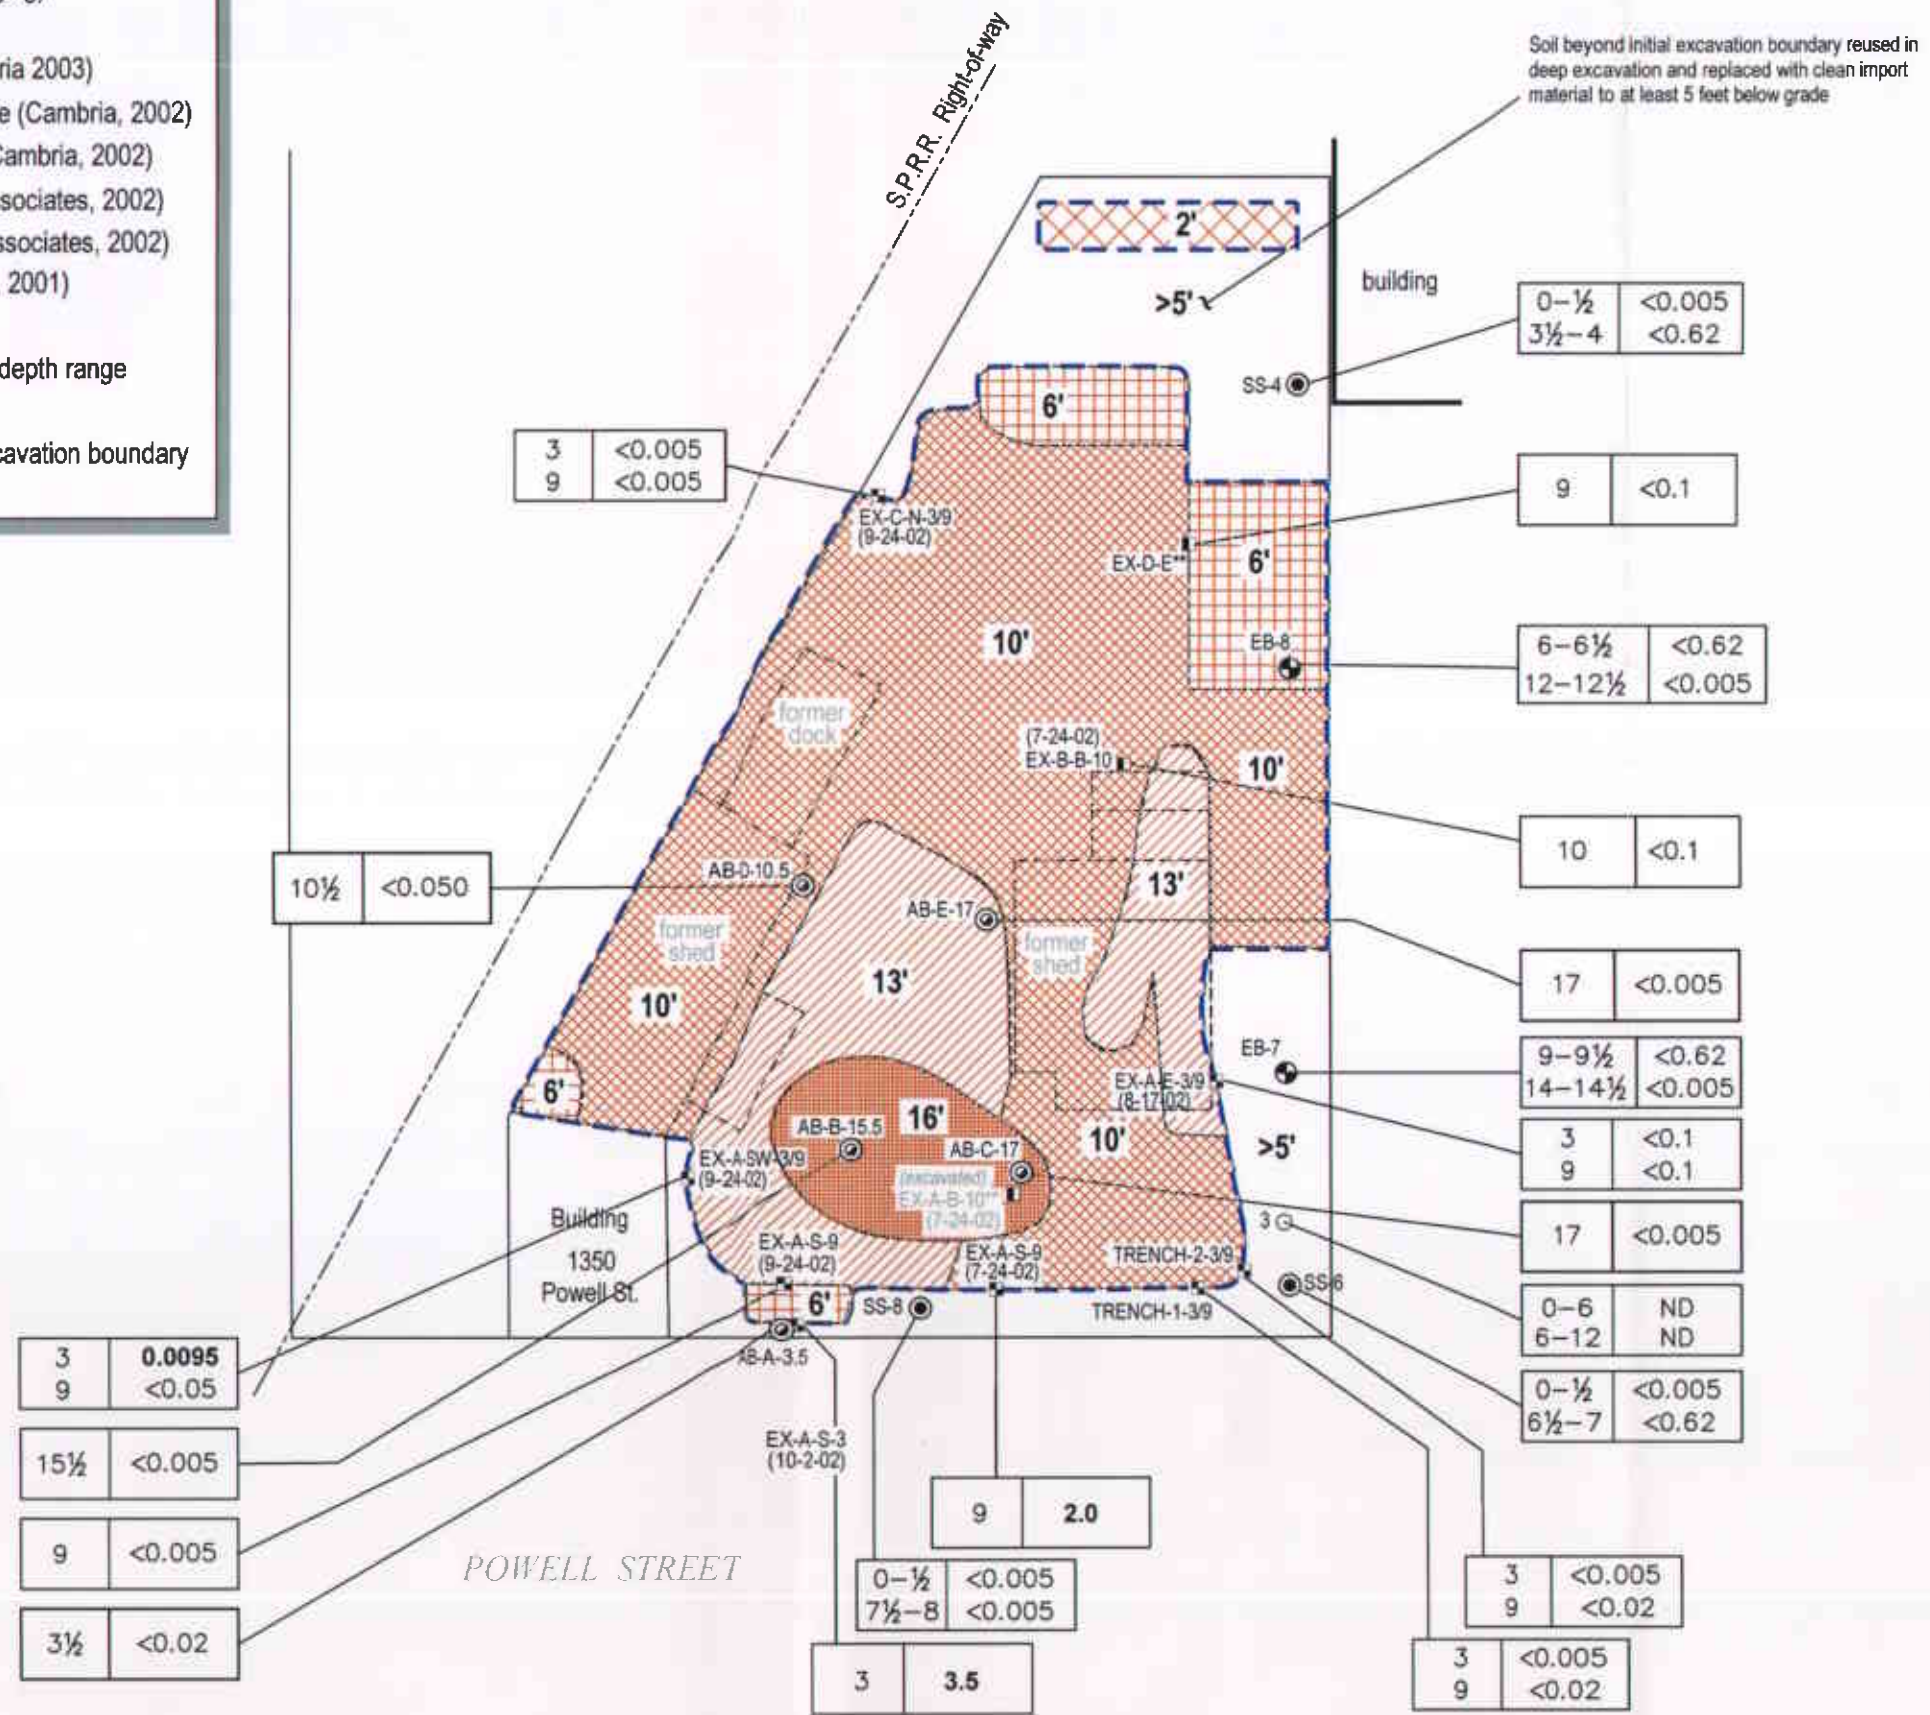 ria 2003)
e (Cambria, 2002)
Cambria, 2002)
sociates, 2002)
ssociates, 2002)
2001)
depth range
cavation boundary
S.P.R.R. Right-of-way
Soil beyond initial excavation boundary reused in
deep excavation and replaced with clean import
material to at least 5 feet below grade
2'
>5'
building
0-½ <0.005
3½-4 <0.62
SS-4
6'
3 <0.005
9 <0.005
EX-C-N-3/9
(9-24-02)
9 <0.1
EX-D-E**
6'
10'
EB-8
6-6½ <0.62
12-12½ <0.005
former
dock
(7-24-02)
EX-B-B-10
10'
10 <0.1
10½ <0.050
AB-D-10.5
AB-E-17
13'
former
shed
former
shed
13'
10'
17 <0.005
EB-7
9-9½ <0.62
14-14½ <0.005
6'
EX-A-E-3/9
(8-17-02)
16'
AB-B-15.5
AB-C-17
10'
>5'
3 <0.1
9 <0.1
EX-A-SW-3/9
(9-24-02)
(excavated)
EX-A-B-10**
(7-24-02)
17 <0.005
Building
1350
Powell St.
3
EX-A-S-9
(9-24-02)
EX-A-S-9
(7-24-02)
TRENCH-2-3/9
SS-6
6'
SS-8
TRENCH-1-3/9
0-6 ND
6-12 ND
AB-A-3.5
3 0.0095
9 <0.05
0-½ <0.005
6½-7 <0.62
EX-A-S-3
(10-2-02)
15½ <0.005
9 2.0
9 <0.005
POWELL STREET
0-½ <0.005
7½-8 <0.005
3 <0.005
9 <0.02
3½ <0.02
3 3.5
3 <0.005
9 <0.02